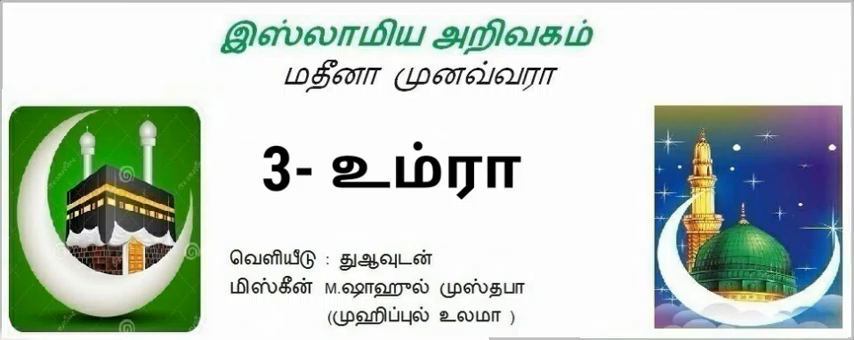 இஸ்லாமிய அறிவகம்
மதீனா முனவ்வரா
3- உம்ரா
வெளியீடு : துஆவுடன்
மிஸ்கீன் M.ஷாஹுல் முஸ்தபா
(முஹிப்புல் உலமா )